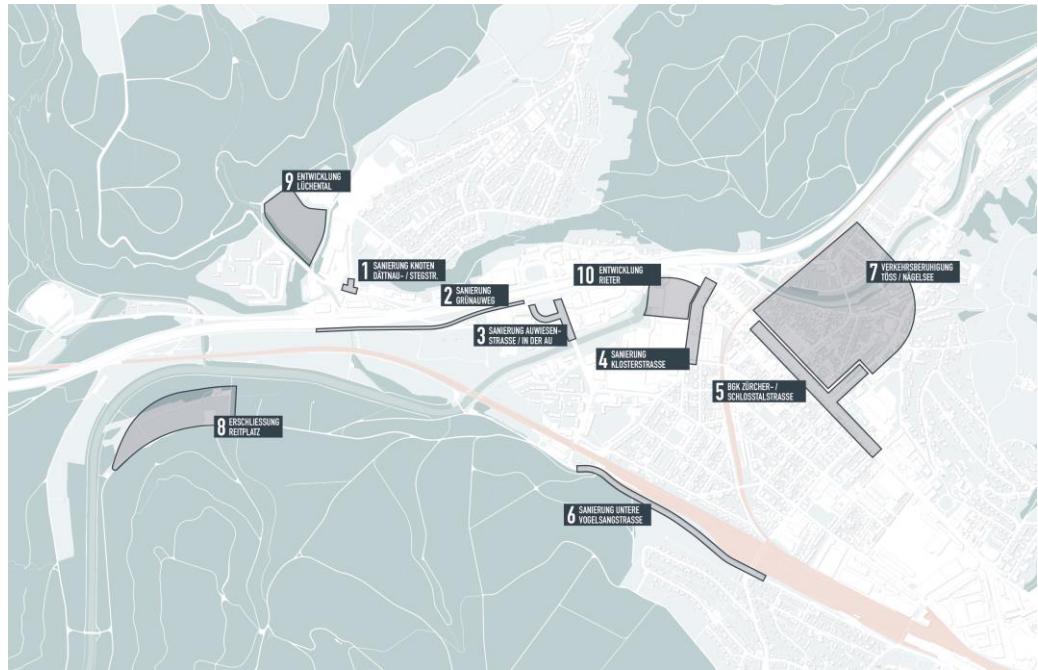 9 ENTWICKLUNG
LÜCHENTAL
1 SANIERUNG KNOTEN
DÄTTNAU- / STEGSTR.
2 SANIERUNG
GRÜNAUWEG
3 SANIERUNG AUWIESEN-
STRASSE / IN DER AU
10 ENTWICKLUNG
RIETER
4 SANIERUNG
KLOSTERSTRASSE
7 VERKEHRSBERUHIGUNG
TÖSS / NÄGELSEE
5 BGK ZÜRCHER- /
SCHLOSSTALSTRASSE
8 ERSCHLIESSUNG
REITPLATZ
6 SANIERUNG UNTERE
VOGELSANGSTRASSE